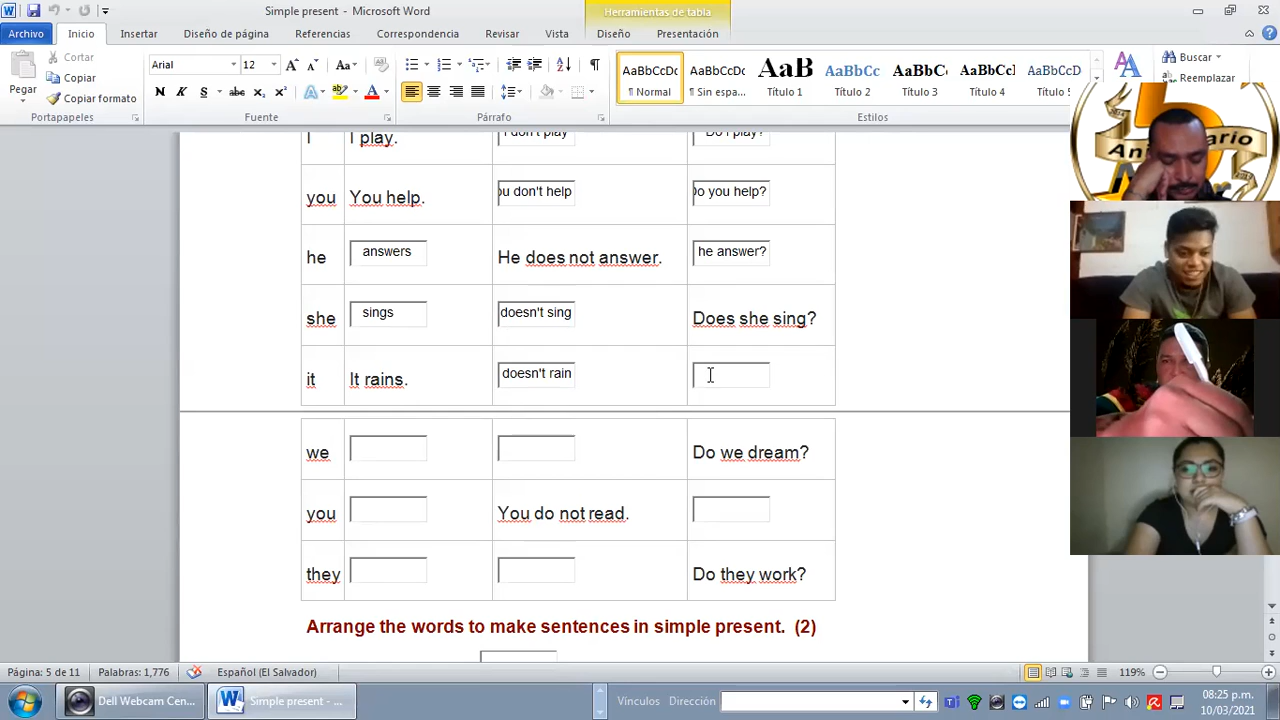 Simple present - Microsoft Word
Herramientas de tabla
Archivo Inicio Insertar Diseño de página Referencias Correspondencia Revisar Vista Diseño Presentación
Cortar
Copiar
Copiar formato
Pegar
Arial 12
Buscar
Reemplazar
AaBbCcDc AaBbCcDc AaB AaBbCc AaBbC AaBbCc AaBbCcD
¶ Normal ¶ Sin espa... Título 1 Título 2 Título 3 Título 4 Título 5
Portapapeles Fuente Párrafo Estilos
I I play. I don't play Do I play?
you You help. ou don't help Do you help?
he answers He does not answer. he answer?
she sings doesn't sing Does she sing?
it It rains. doesn't rain
we Do we dream?
you You do not read.
they Do they work?
Arrange the words to make sentences in simple present. (2)
Página: 5 de 11 Palabras: 1,776 Español (El Salvador) 119%
Dell Webcam Cen... Simple present - ... Vínculos Dirección 08:25 p.m.
10/03/2021